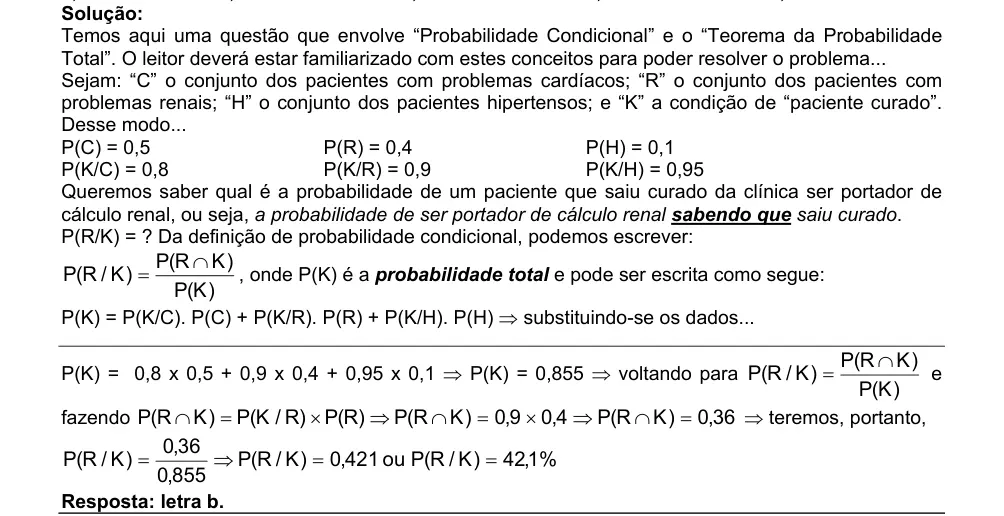 Solução:
Temos aqui uma questão que envolve “Probabilidade Condicional” e o “Teorema da Probabilidade
Total”. O leitor deverá estar familiarizado com estes conceitos para poder resolver o problema...
Sejam: “C” o conjunto dos pacientes com problemas cardíacos; “R” o conjunto dos pacientes com
problemas renais; “H” o conjunto dos pacientes hipertensos; e “K” a condição de “paciente curado”.
Desse modo...
P(C) = 0,5 P(R) = 0,4 P(H) = 0,1
P(K/C) = 0,8 P(K/R) = 0,9 P(K/H) = 0,95
Queremos saber qual é a probabilidade de um paciente que saiu curado da clínica ser portador de
cálculo renal, ou seja, a probabilidade de ser portador de cálculo renal sabendo que saiu curado.
P(R/K) = ? Da definição de probabilidade condicional, podemos escrever:
P(R / K) = P(R ∩ K) / P(K) , onde P(K) é a probabilidade total e pode ser escrita como segue:
P(K) = P(K/C). P(C) + P(K/R). P(R) + P(K/H). P(H) ⇒ substituindo-se os dados...
P(K) = 0,8 x 0,5 + 0,9 x 0,4 + 0,95 x 0,1 ⇒ P(K) = 0,855 ⇒ voltando para P(R / K) = P(R ∩ K) / P(K) e
fazendo P(R ∩ K) = P(K / R) × P(R) ⇒ P(R ∩ K) = 0,9 × 0,4 ⇒ P(R ∩ K) = 0,36 ⇒ teremos, portanto,
P(R / K) = 0,36 / 0,855 ⇒ P(R / K) = 0,421 ou P(R / K) = 42,1%
Resposta: letra b.